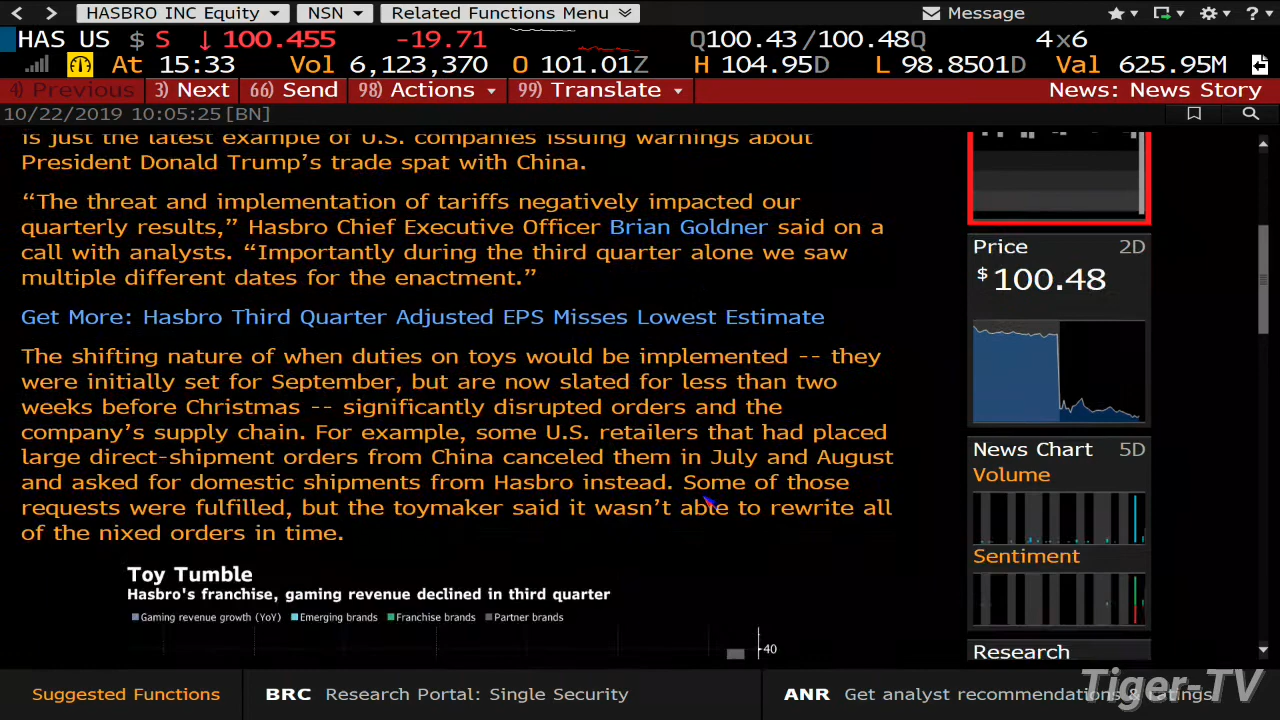 HASBRO INC Equity
NSN
Related Functions Menu
Message
HAS US $ S ↓ 100.455 -19.71 Q100.43/100.48Q 4x6
At 15:33 Vol 6,123,370 O 101.01Z H 104.95D L 98.8501D Val 625.95M
4) Previous 3) Next 66) Send 98) Actions 99) Translate News: News Story
10/22/2019 10:05:25 [BN]
is just the latest example of U.S. companies issuing warnings about
President Donald Trump’s trade spat with China.
“The threat and implementation of tariffs negatively impacted our
quarterly results,” Hasbro Chief Executive Officer Brian Goldner said on a
call with analysts. “Importantly during the third quarter alone we saw
multiple different dates for the enactment.”
Get More: Hasbro Third Quarter Adjusted EPS Misses Lowest Estimate
The shifting nature of when duties on toys would be implemented -- they
were initially set for September, but are now slated for less than two
weeks before Christmas -- significantly disrupted orders and the
company’s supply chain. For example, some U.S. retailers that had placed
large direct-shipment orders from China canceled them in July and August
and asked for domestic shipments from Hasbro instead. Some of those
requests were fulfilled, but the toymaker said it wasn’t able to rewrite all
of the nixed orders in time.
Toy Tumble
Hasbro's franchise, gaming revenue declined in third quarter
Gaming revenue growth (YoY) Emerging brands Franchise brands Partner brands
40
Price 2D
$100.48
News Chart 5D
Volume
Sentiment
Research
Suggested Functions BRC Research Portal: Single Security ANR Get analyst recommendations & ratings
Tiger-TV